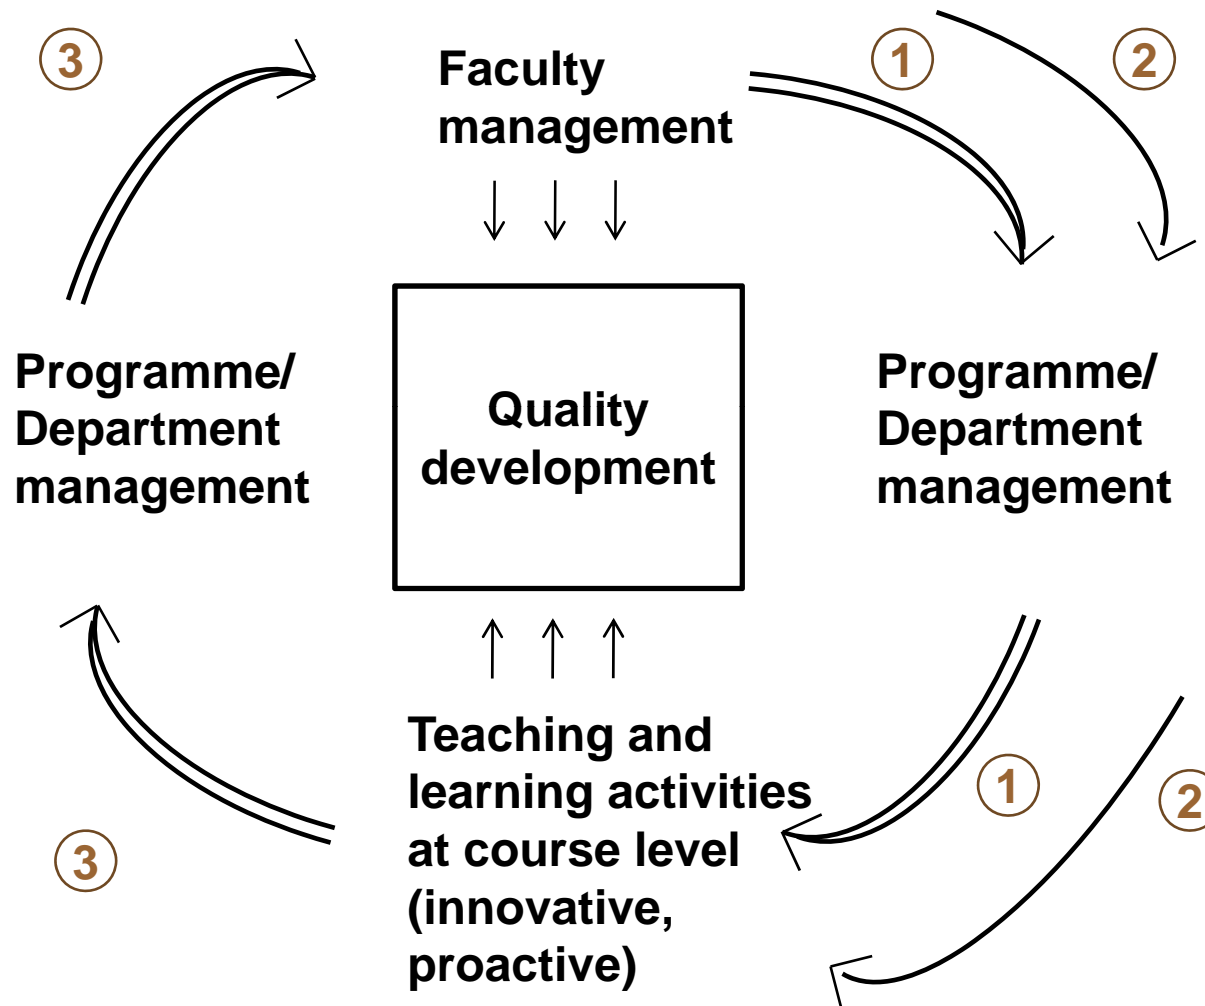 3
Faculty
management
1
2
Programme/
Department
management
Quality
development
Programme/
Department
management
Teaching and
learning activities
at course level
(innovative,
proactive)
1
2
3